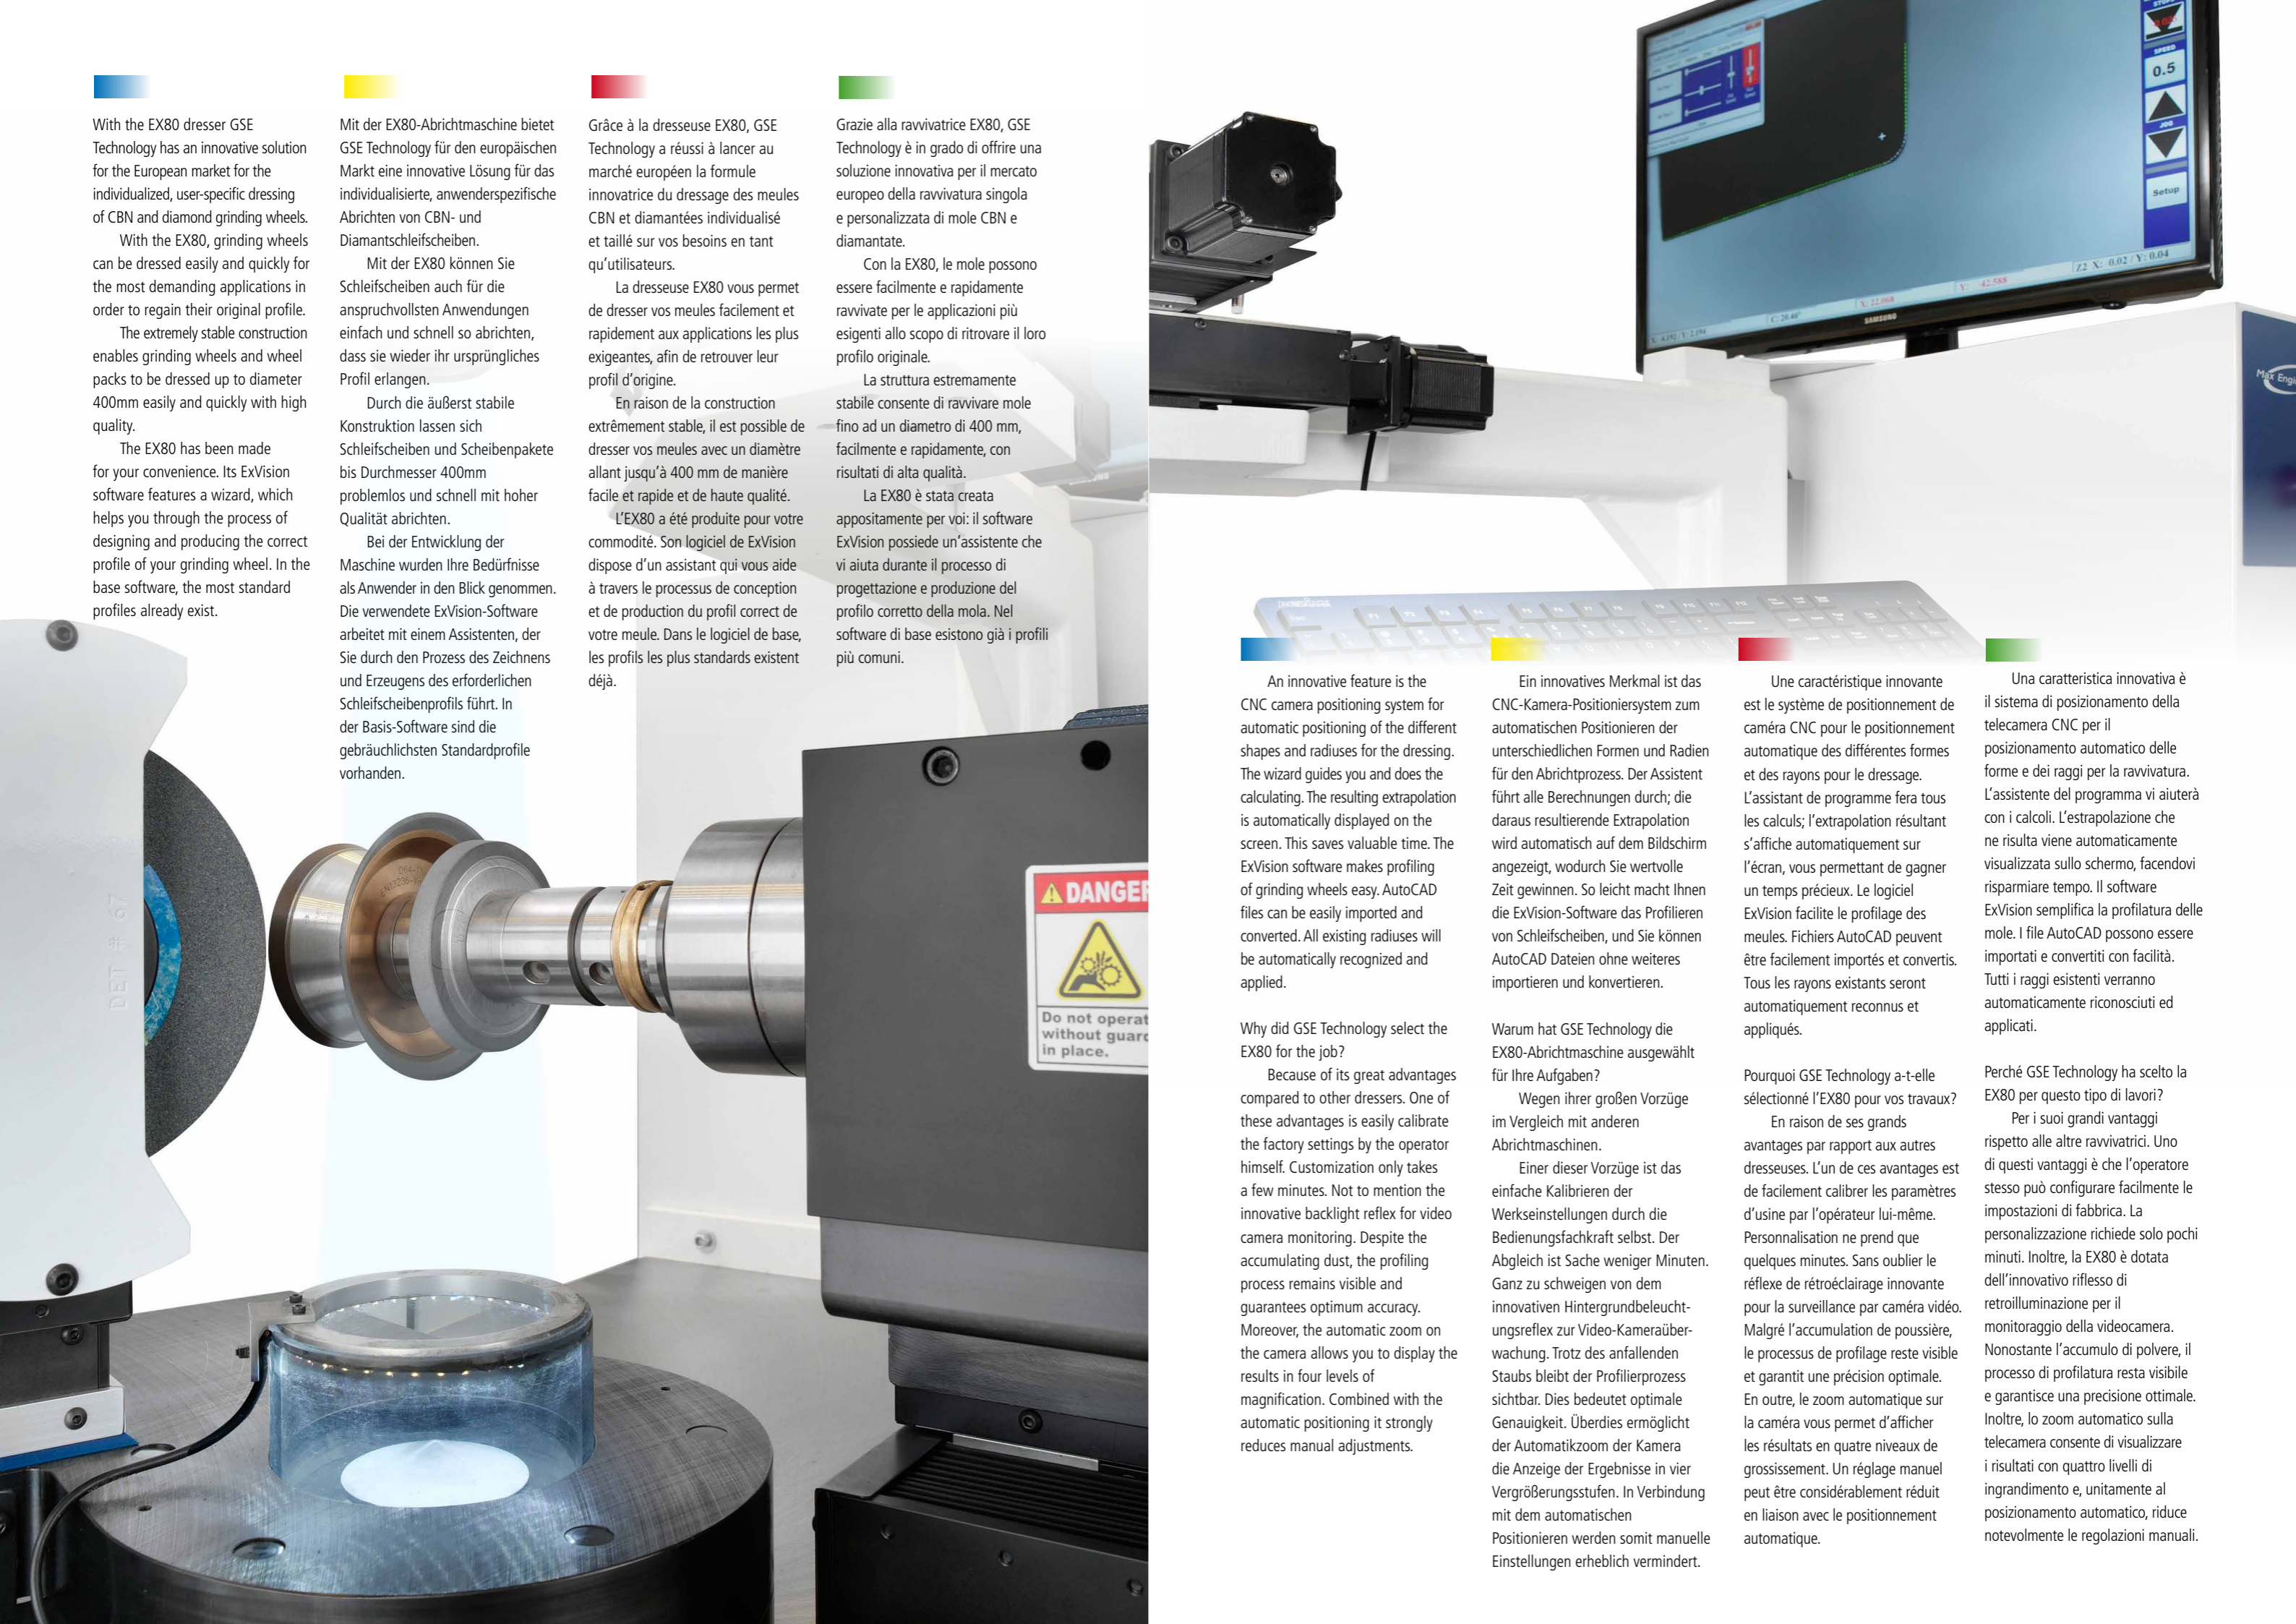 With the EX80 dresser GSE
Technology has an innovative solution
for the European market for the
individualized, user-specific dressing
of CBN and diamond grinding wheels.
With the EX80, grinding wheels
can be dressed easily and quickly for
the most demanding applications in
order to regain their original profile.
The extremely stable construction
enables grinding wheels and wheel
packs to be dressed up to diameter
400mm easily and quickly with high
quality.
The EX80 has been made
for your convenience. Its ExVision
software features a wizard, which
helps you through the process of
designing and producing the correct
profile of your grinding wheel. In the
base software, the most standard
profiles already exist.
Mit der EX80-Abrichtmaschine bietet
GSE Technology für den europäischen
Markt eine innovative Lösung für das
individualisierte, anwenderspezifische
Abrichten von CBN- und
Diamantschleifscheiben.
Mit der EX80 können Sie
Schleifscheiben auch für die
anspruchvollsten Anwendungen
einfach und schnell so abrichten,
dass sie wieder ihr ursprüngliches
Profil erlangen.
Durch die äußerst stabile
Konstruktion lassen sich
Schleifscheiben und Scheibenpakete
bis Durchmesser 400mm
problemlos und schnell mit hoher
Qualität abrichten.
Bei der Entwicklung der
Maschine wurden Ihre Bedürfnisse
als Anwender in den Blick genommen.
Die verwendete ExVision-Software
arbeitet mit einem Assistenten, der
Sie durch den Prozess des Zeichnens
und Erzeugens des erforderlichen
Schleifscheibenprofils führt. In
der Basis-Software sind die
gebräuchlichsten Standardprofile
vorhanden.
Grâce à la dresseuse EX80, GSE
Technology a réussi à lancer au
marché européen la formule
innovatrice du dressage des meules
CBN et diamantées individualisé
et taillé sur vos besoins en tant
qu'utilisateurs.
La dresseuse EX80 vous permet
de dresser vos meules facilement et
rapidement aux applications les plus
exigeantes, afin de retrouver leur
profil d'origine.
En raison de la construction
extrêmement stable, il est possible de
dresser vos meules avec un diamètre
allant jusqu'à 400 mm de manière
facile et rapide et de haute qualité.
L'EX80 a été produite pour votre
commodité. Son logiciel de ExVision
dispose d'un assistant qui vous aide
à travers le processus de conception
et de production du profil correct de
votre meule. Dans le logiciel de base,
les profils les plus standards existent
déjà.
Grazie alla ravvivatrice EX80, GSE
Technology è in grado di offrire una
soluzione innovativa per il mercato
europeo della ravvivatura singola
e personalizzata di mole CBN e
diamantate.
Con la EX80, le mole possono
essere facilmente e rapidamente
ravvivate per le applicazioni più
esigenti allo scopo di ritrovare il loro
profilo originale.
La struttura estremamente
stabile consente di ravvivare mole
fino ad un diametro di 400 mm,
facilmente e rapidamente, con
risultati di alta qualità.
La EX80 è stata creata
appositamente per voi: il software
ExVision possiede un'assistente che
vi aiuta durante il processo di
progettazione e produzione del
profilo corretto della mola. Nel
software di base esistono già i profili
più comuni.
DET # 67
DANGER
Do not operat
without guard
in place.
SPEED
0.5
JOG
Setup
Z2 X: -0.02 / Y: 0.04
Y: -42.588
X: 22.068
C: 20.46°
SAMSUNG
Max Engi
An innovative feature is the
CNC camera positioning system for
automatic positioning of the different
shapes and radiuses for the dressing.
The wizard guides you and does the
calculating. The resulting extrapolation
is automatically displayed on the
screen. This saves valuable time. The
ExVision software makes profiling
of grinding wheels easy. AutoCAD
files can be easily imported and
converted. All existing radiuses will
be automatically recognized and
applied.
Why did GSE Technology select the
EX80 for the job?
Because of its great advantages
compared to other dressers. One of
these advantages is easily calibrate
the factory settings by the operator
himself. Customization only takes
a few minutes. Not to mention the
innovative backlight reflex for video
camera monitoring. Despite the
accumulating dust, the profiling
process remains visible and
guarantees optimum accuracy.
Moreover, the automatic zoom on
the camera allows you to display the
results in four levels of
magnification. Combined with the
automatic positioning it strongly
reduces manual adjustments.
Ein innovatives Merkmal ist das
CNC-Kamera-Positioniersystem zum
automatischen Positionieren der
unterschiedlichen Formen und Radien
für den Abrichtprozess. Der Assistent
führt alle Berechnungen durch; die
daraus resultierende Extrapolation
wird automatisch auf dem Bildschirm
angezeigt, wodurch Sie wertvolle
Zeit gewinnen. So leicht macht Ihnen
die ExVision-Software das Profilieren
von Schleifscheiben, und Sie können
AutoCAD Dateien ohne weiteres
importieren und konvertieren.
Warum hat GSE Technology die
EX80-Abrichtmaschine ausgewählt
für Ihre Aufgaben?
Wegen ihrer großen Vorzüge
im Vergleich mit anderen
Abrichtmaschinen.
Einer dieser Vorzüge ist das
einfache Kalibrieren der
Werkseinstellungen durch die
Bedienungsfachkraft selbst. Der
Abgleich ist Sache weniger Minuten.
Ganz zu schweigen von dem
innovativen Hintergrundbeleucht-
ungsreflex zur Video-Kameraüber-
wachung. Trotz des anfallenden
Staubs bleibt der Profilierprozess
sichtbar. Dies bedeutet optimale
Genauigkeit. Überdies ermöglicht
der Automatikzoom der Kamera
die Anzeige der Ergebnisse in vier
Vergrößerungsstufen. In Verbindung
mit dem automatischen
Positionieren werden somit manuelle
Einstellungen erheblich vermindert.
Une caractéristique innovante
est le système de positionnement de
caméra CNC pour le positionnement
automatique des différentes formes
et des rayons pour le dressage.
L'assistant de programme fera tous
les calculs; l'extrapolation résultant
s'affiche automatiquement sur
l'écran, vous permettant de gagner
un temps précieux. Le logiciel
ExVision facilite le profilage des
meules. Fichiers AutoCAD peuvent
être facilement importés et convertis.
Tous les rayons existants seront
automatiquement reconnus et
appliqués.
Pourquoi GSE Technology a-t-elle
sélectionné l'EX80 pour vos travaux?
En raison de ses grands
avantages par rapport aux autres
dresseuses. L'un de ces avantages est
de facilement calibrer les paramètres
d'usine par l'opérateur lui-même.
Personnalisation ne prend que
quelques minutes. Sans oublier le
réflexe de rétroéclairage innovante
pour la surveillance par caméra vidéo.
Malgré l'accumulation de poussière,
le processus de profilage reste visible
et garantit une précision optimale.
En outre, le zoom automatique sur
la caméra vous permet d'afficher
les résultats en quatre niveaux de
grossissement. Un réglage manuel
peut être considérablement réduit
en liaison avec le positionnement
automatique.
Una caratteristica innovativa è
il sistema di posizionamento della
telecamera CNC per il
posizionamento automatico delle
forme e dei raggi per la ravvivatura.
L'assistente del programma vi aiuterà
con i calcoli. L'estrapolazione che
ne risulta viene automaticamente
visualizzata sullo schermo, facendovi
risparmiare tempo. Il software
ExVision semplifica la profilatura delle
mole. I file AutoCAD possono essere
importati e convertiti con facilità.
Tutti i raggi esistenti verranno
automaticamente riconosciuti ed
applicati.
Perché GSE Technology ha scelto la
EX80 per questo tipo di lavori?
Per i suoi grandi vantaggi
rispetto alle altre ravvivatrici. Uno
di questi vantaggi è che l'operatore
stesso può configurare facilmente le
impostazioni di fabbrica. La
personalizzazione richiede solo pochi
minuti. Inoltre, la EX80 è dotata
dell'innovativo riflesso di
retroilluminazione per il
monitoraggio della videocamera.
Nonostante l'accumulo di polvere, il
processo di profilatura resta visibile
e garantisce una precisione ottimale.
Inoltre, lo zoom automatico sulla
telecamera consente di visualizzare
i risultati con quattro livelli di
ingrandimento e, unitamente al
posizionamento automatico, riduce
notevolmente le regolazioni manuali.